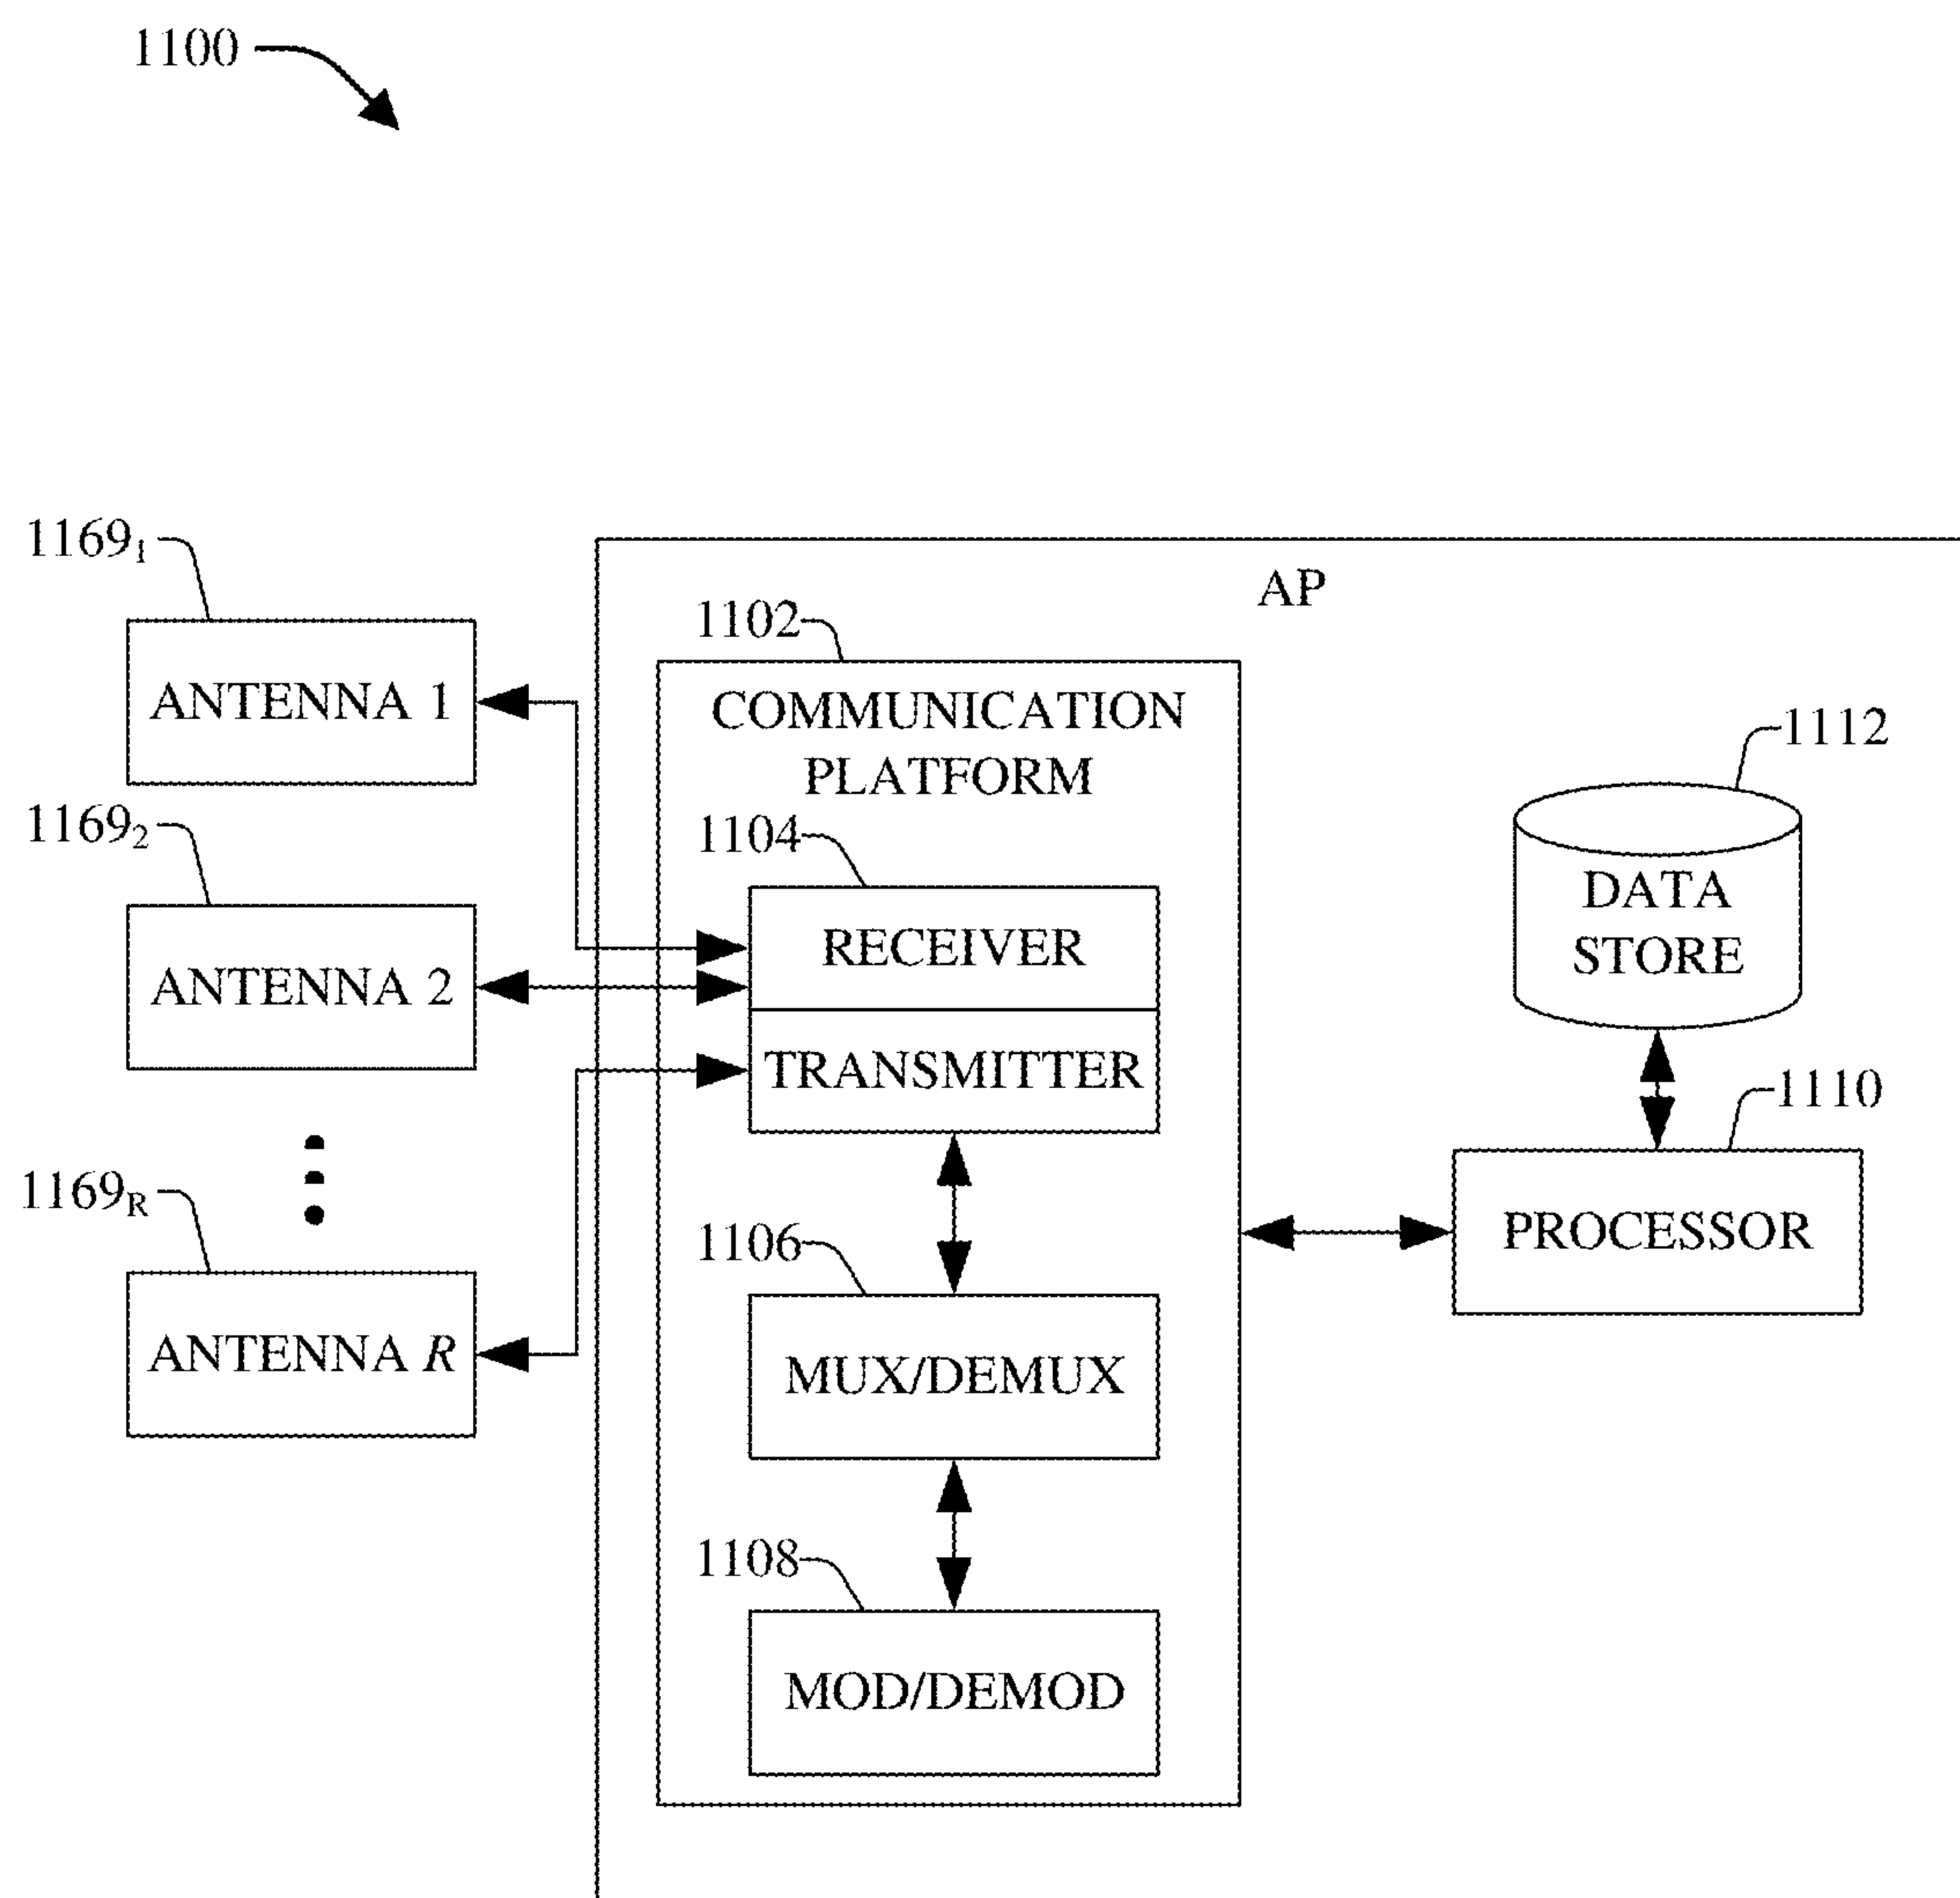 1100
1169₁
AP
1102
ANTENNA 1
COMMUNICATION
PLATFORM
1112
1169₂
1104
DATA
STORE
RECEIVER
ANTENNA 2
TRANSMITTER
1110
1169R
1106
PROCESSOR
ANTENNA R
MUX/DEMUX
1108
MOD/DEMOD